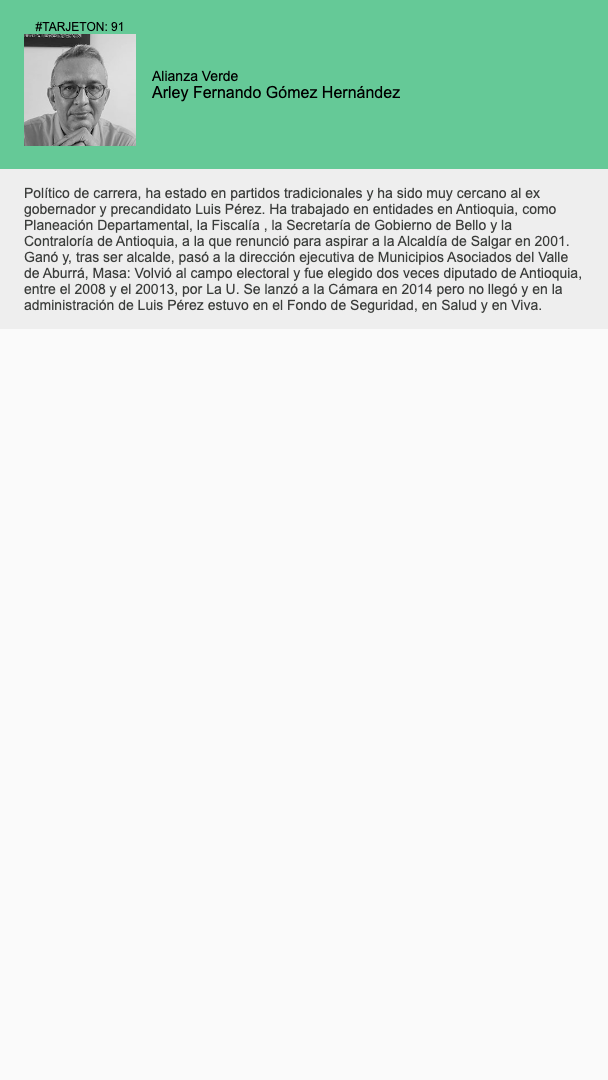 #TARJETON: 91
Alianza Verde
Arley Fernando Gómez Hernández
Político de carrera, ha estado en partidos tradicionales y ha sido muy cercano al ex
gobernador y precandidato Luis Pérez. Ha trabajado en entidades en Antioquia, como
Planeación Departamental, la Fiscalía , la Secretaría de Gobierno de Bello y la
Contraloría de Antioquia, a la que renunció para aspirar a la Alcaldía de Salgar en 2001.
Ganó y, tras ser alcalde, pasó a la dirección ejecutiva de Municipios Asociados del Valle
de Aburrá, Masa: Volvió al campo electoral y fue elegido dos veces diputado de Antioquia,
entre el 2008 y el 20013, por La U. Se lanzó a la Cámara en 2014 pero no llegó y en la
administración de Luis Pérez estuvo en el Fondo de Seguridad, en Salud y en Viva.